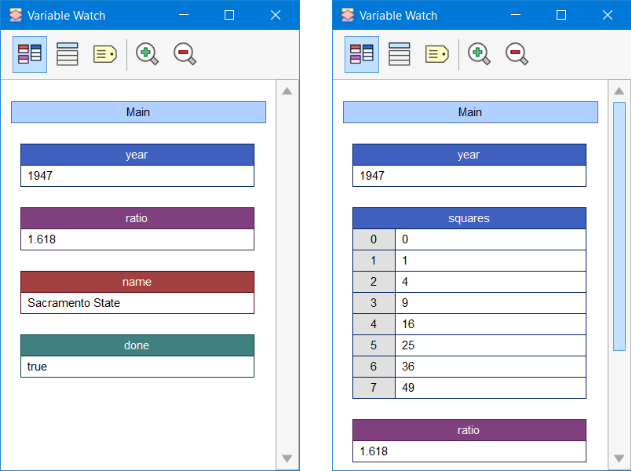 Variable Watch
Main
year
1947
ratio
1.618
name
Sacramento State
done
true
Variable Watch
Main
year
1947
squares
0 0
1 1
2 4
3 9
4 16
5 25
6 36
7 49
ratio
1.618